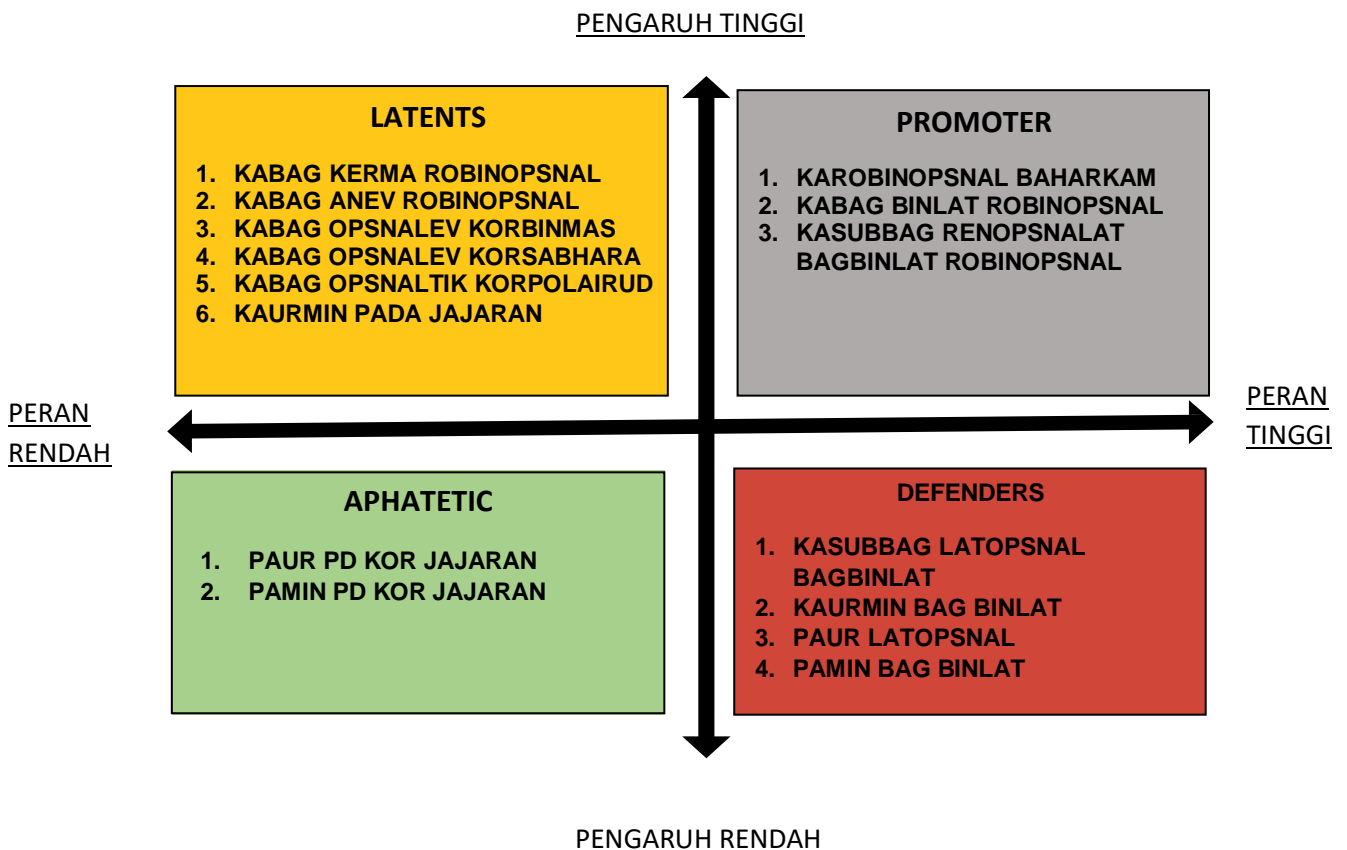 PENGARUH TINGGI
LATENTS
1. KABAG KERMA ROBINOPSNAL
2. KABAG ANEV ROBINOPSNAL
3. KABAG OPSNALEV KORBINMAS
4. KABAG OPSNALEV KORSABHARA
5. KABAG OPSNALTIK KORPOLAIRUD
6. KAURMIN PADA JAJARAN
PROMOTER
1. KAROBINOPSNAL BAHARKAM
2. KABAG BINLAT ROBINOPSNAL
3. KASUBBAG RENOPSNALAT
BAGBINLAT ROBINOPSNAL
PERAN
RENDAH
PERAN
TINGGI
APHATETIC
1. PAUR PD KOR JAJARAN
2. PAMIN PD KOR JAJARAN
DEFENDERS
1. KASUBBAG LATOPSNAL
BAGBINLAT
2. KAURMIN BAG BINLAT
3. PAUR LATOPSNAL
4. PAMIN BAG BINLAT
PENGARUH RENDAH